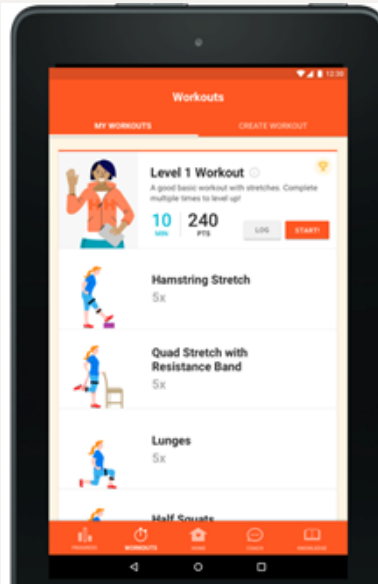 12:30
Workouts
MY WORKOUTS
CREATE WORKOUT
Level 1 Workout
A good basic workout with stretches. Complete
multiple times to level up!
10
MIN
240
PTS
LOG
START!
Hamstring Stretch
5x
Quad Stretch with
Resistance Band
5x
Lunges
5x
Half Squats
PROGRESS
WORKOUTS
HOME
COACH
KNOWLEDGE